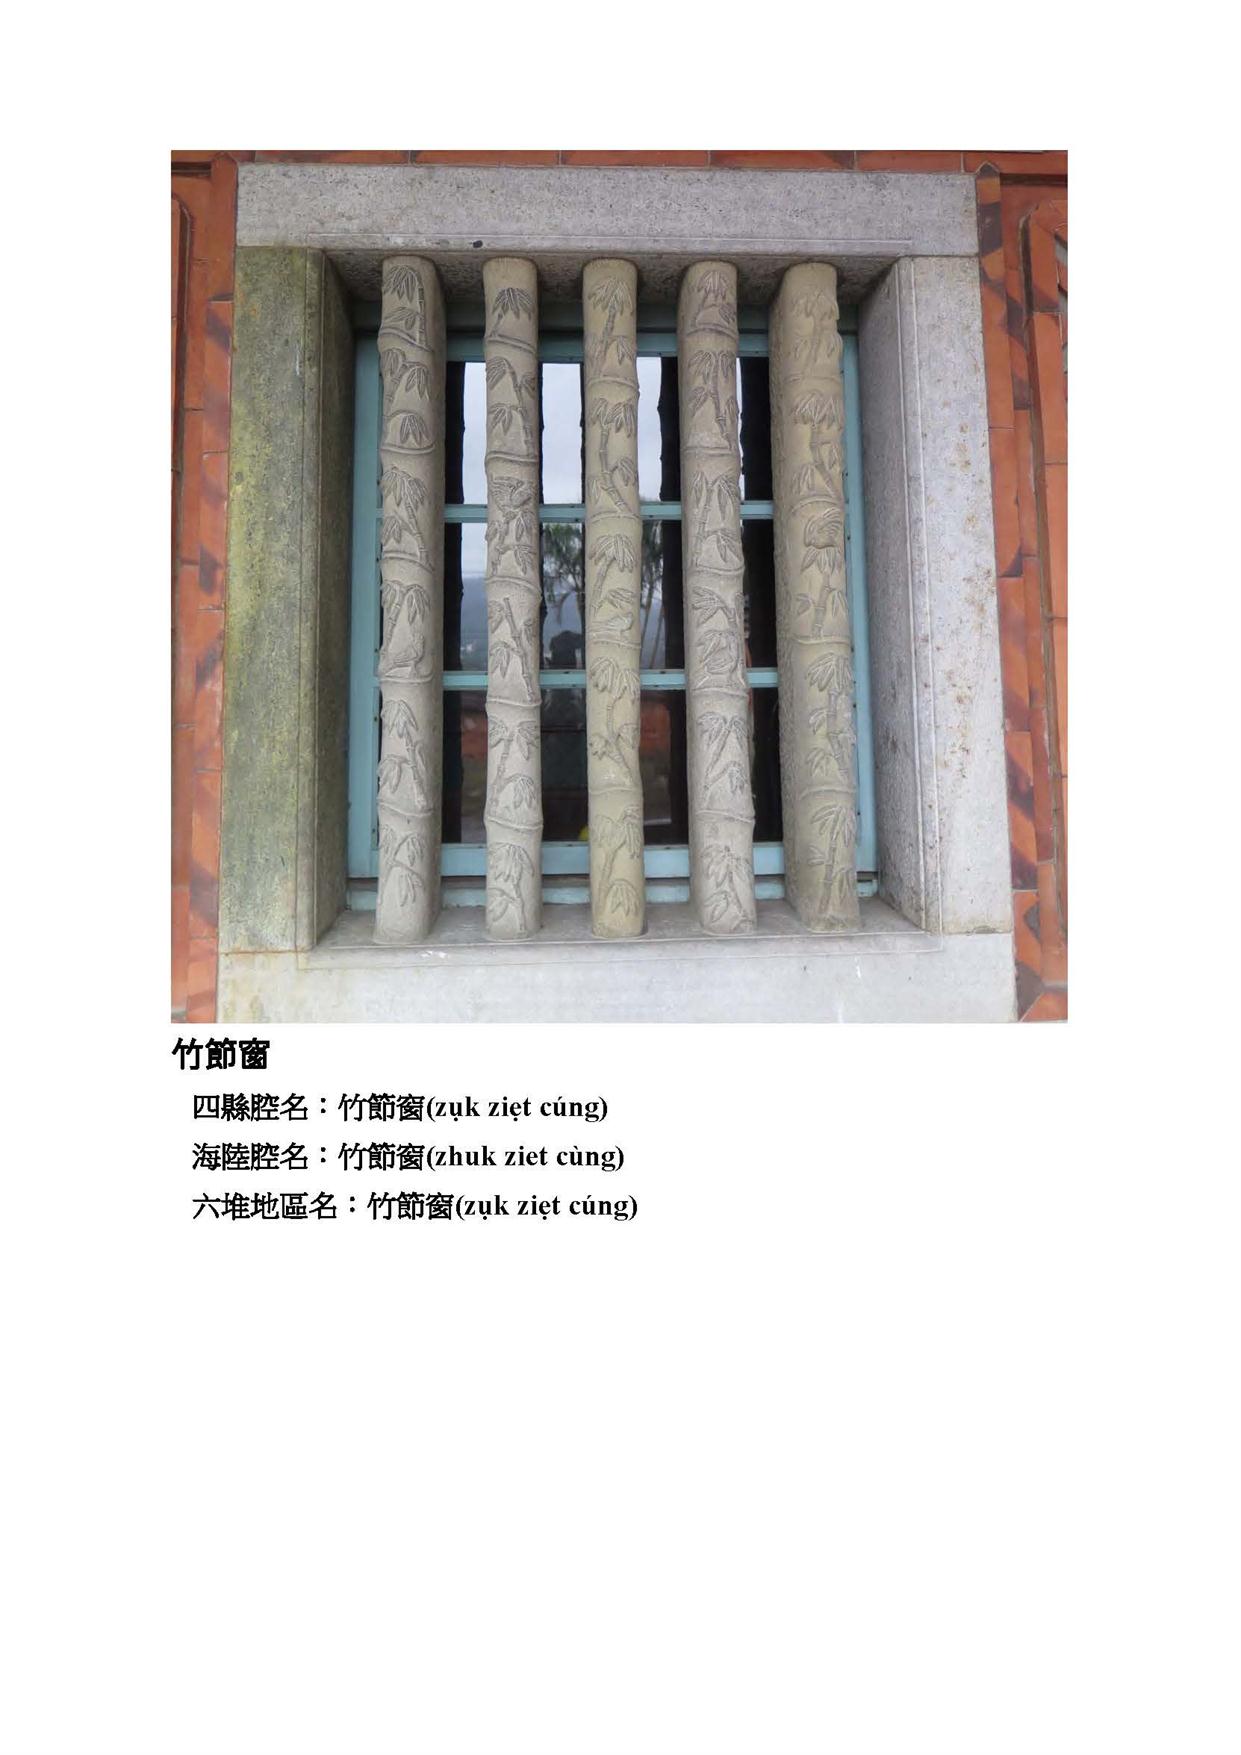 竹節窗
四縣腔名：竹節窗(zụk ziẹt cúng)
海陸腔名：竹節窗(zhuk ziet cùng)
六堆地區名：竹節窗(zụk ziẹt cúng)